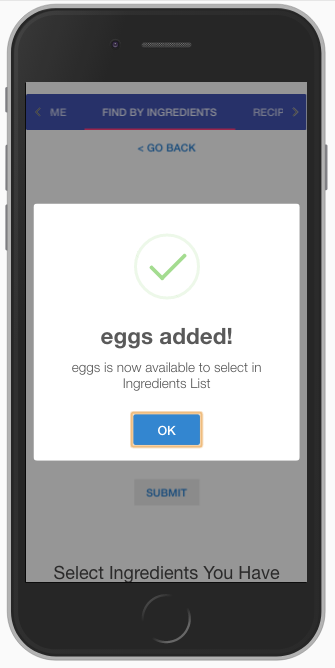 ME FIND BY INGREDIENTS RECIP
< GO BACK
eggs added!
eggs is now available to select in
Ingredients List
OK
SUBMIT
Select Ingredients You Have